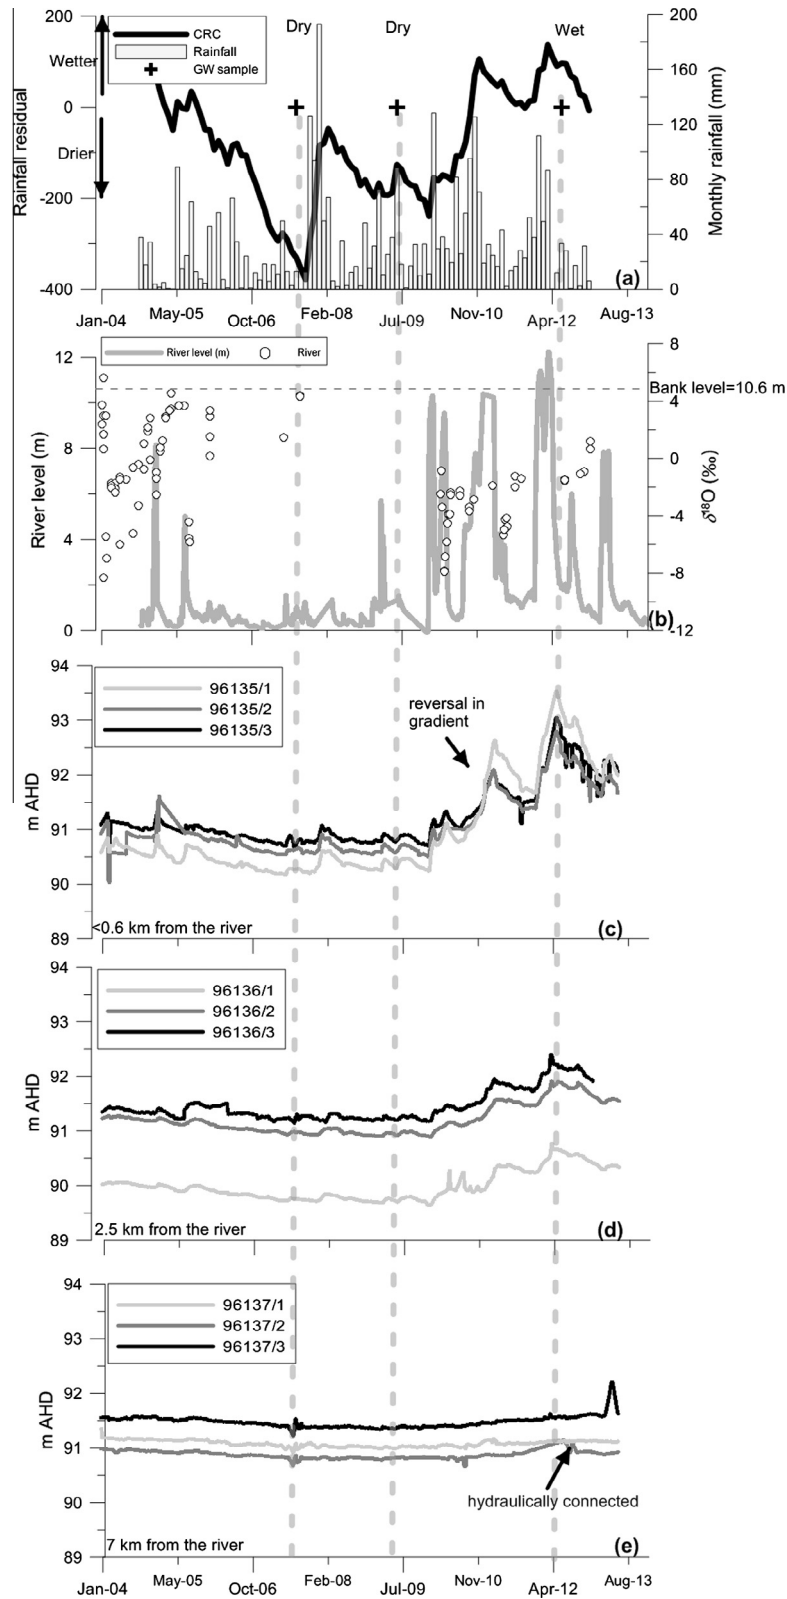 Dry
Dry
Wet
CRC
Rainfall
GW sample
Wetter
Drier
Rainfall residual
200
100
0
-200
-400
Monthly rainfall (mm)
200
160
120
80
40
0
(a)
Jan-04 May-05 Oct-06 Feb-08 Jul-09 Nov-10 Apr-12 Aug-13
River level (m) River
Bank level=10.6 m
River level (m)
12
8
4
0
δ18O (‰)
8
4
0
-4
-8
-12
(b)
96135/1
96135/2
96135/3
reversal in
gradient
m AHD
94
93
92
91
90
89
<0.6 km from the river
(c)
96136/1
96136/2
96136/3
m AHD
94
93
92
91
90
89
2.5 km from the river
(d)
96137/1
96137/2
96137/3
m AHD
94
93
92
91
90
89
hydraulically connected
7 km from the river
(e)
Jan-04 May-05 Oct-06 Feb-08 Jul-09 Nov-10 Apr-12 Aug-13